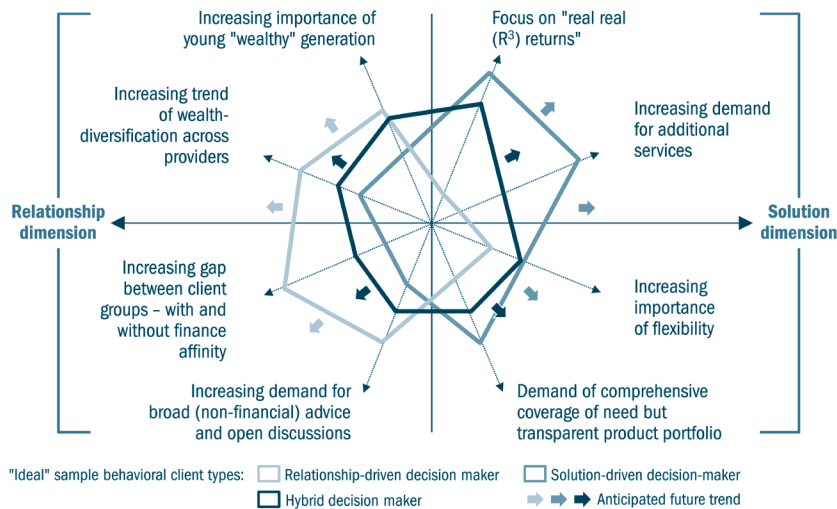 Increasing importance of
young "wealthy" generation
Focus on "real real
(R³) returns"
Increasing trend
of wealth-
diversification across
providers
Increasing demand
for additional
services
Relationship
dimension
Solution
dimension
Increasing gap
between client
groups – with and
without finance
affinity
Increasing
importance
of flexibility
Increasing demand for
broad (non-financial) advice
and open discussions
Demand of comprehensive
coverage of need but
transparent product portfolio
"Ideal" sample behavioral client types:
Relationship-driven decision maker
Solution-driven decision-maker
Hybrid decision maker
Anticipated future trend